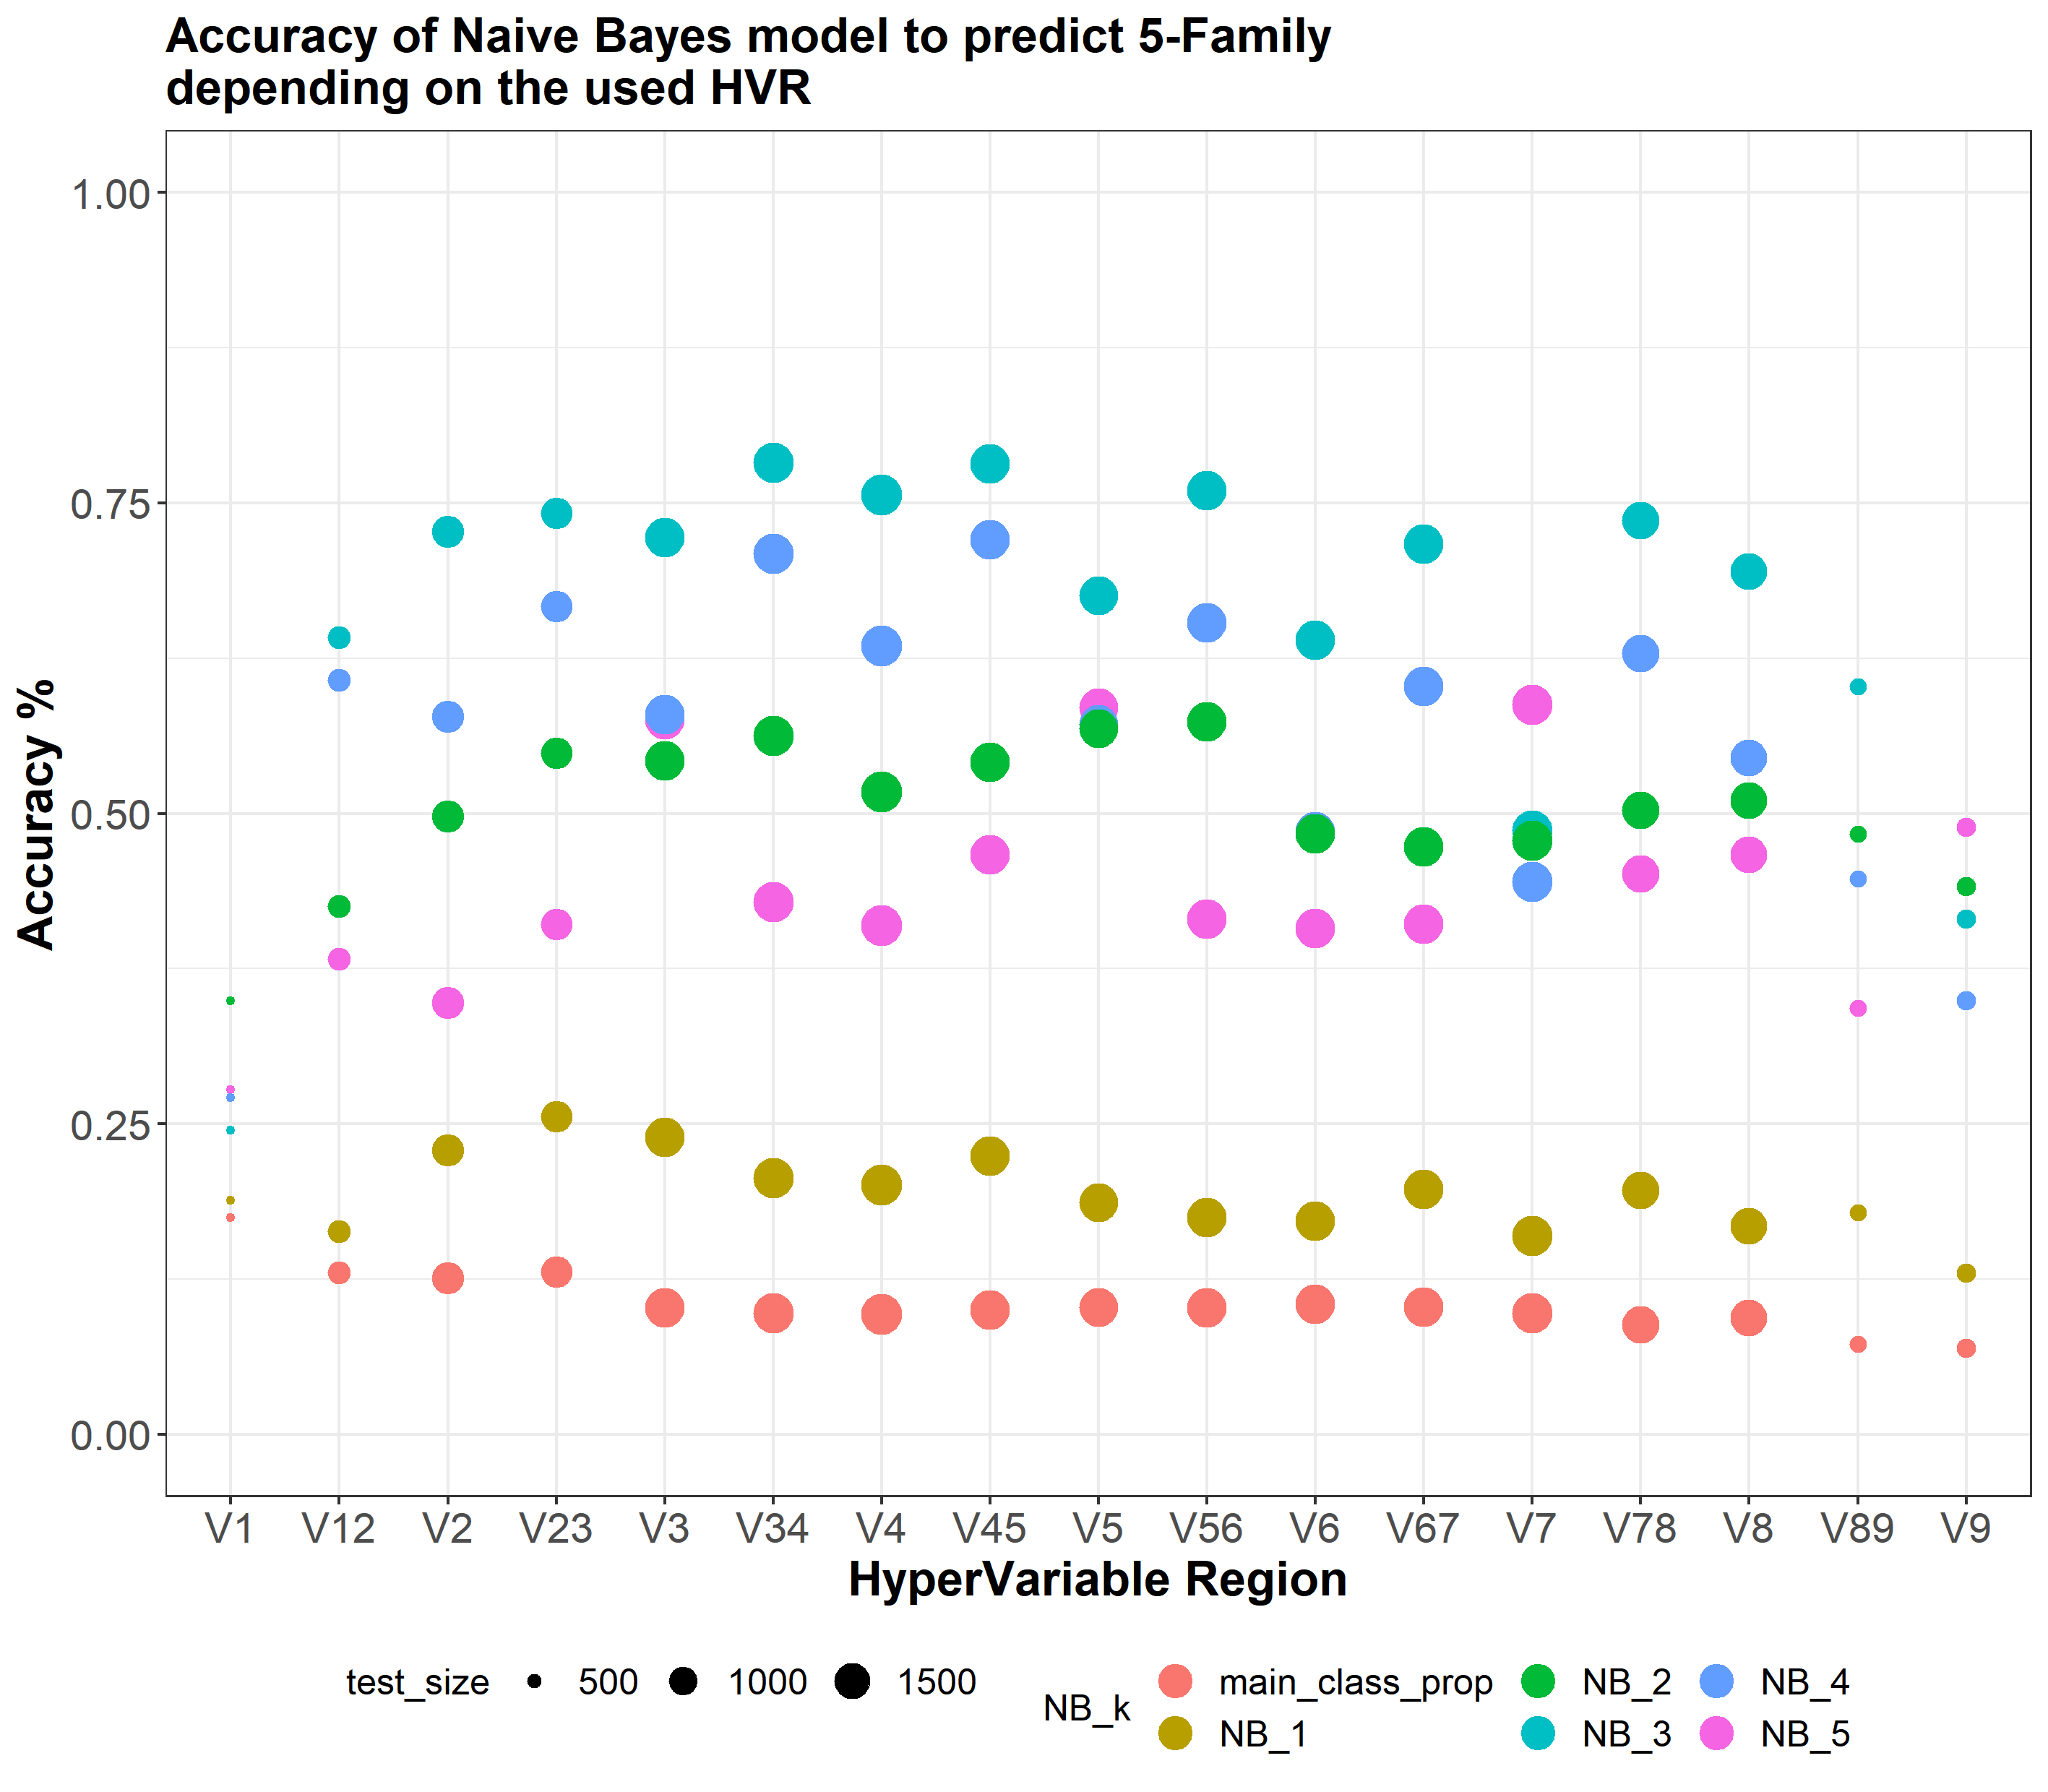 Accuracy of Naive Bayes model to predict 5-Family
depending on the used HVR
Accuracy %
1.00
0.75
0.50
0.25
0.00
V1 V12 V2 V23 V3 V34 V4 V45 V5 V56 V6 V67 V7 V78 V8 V89 V9
HyperVariable Region
test_size 500 1000 1500
NB_k
main_class_prop NB_2 NB_4
NB_1 NB_3 NB_5